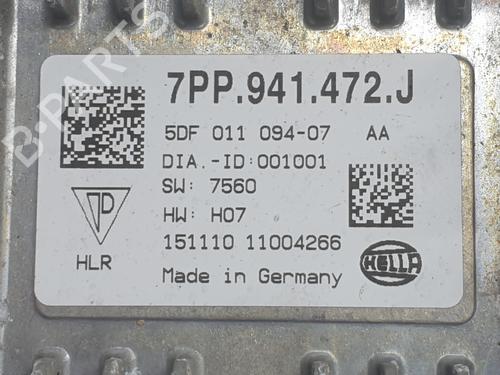 7PP.941.472.J
5DF 011 094-07 AA
DIA.-ID:001001
SW: 7560
HW: H07
151110 11004266
HLR
HELLA
Made in Germany
B-PARTS